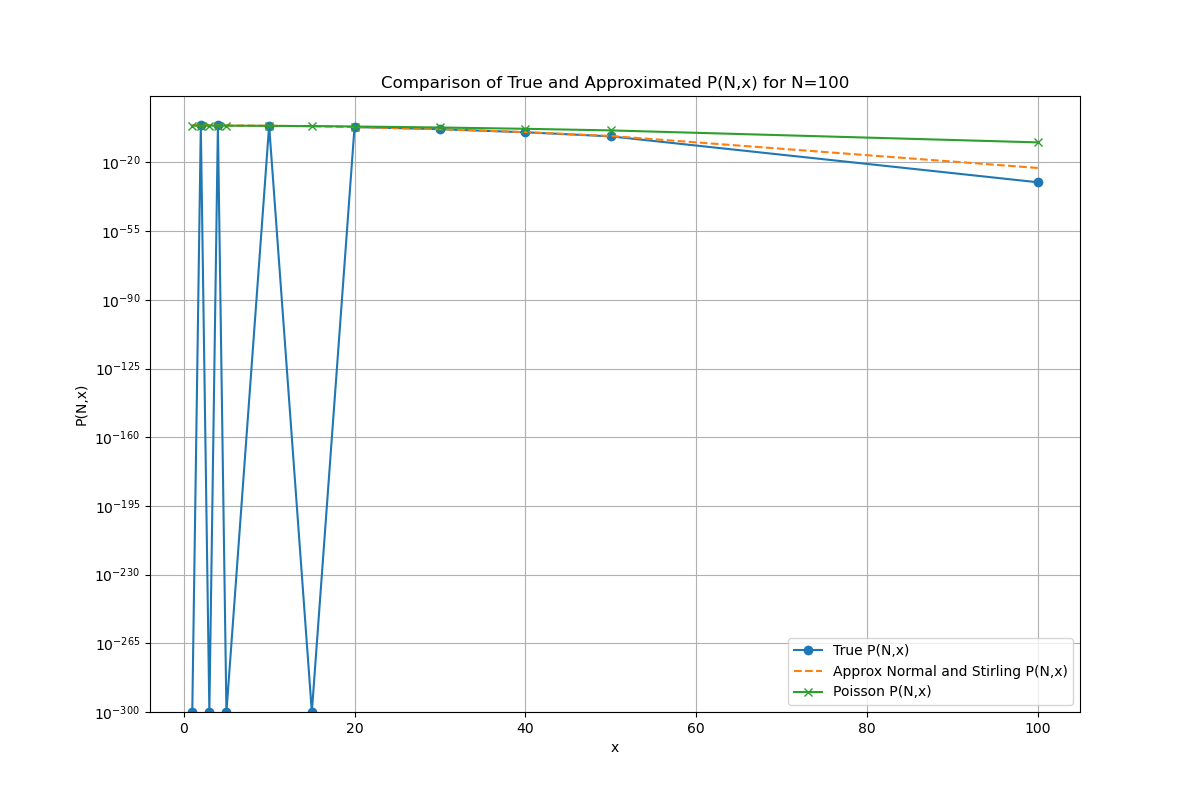 Comparison of True and Approximated P(N,x) for N=100
P(N,x)
10^{-20}
10^{-55}
10^{-90}
10^{-125}
10^{-160}
10^{-195}
10^{-230}
10^{-265}
10^{-300}
True P(N,x)
Approx Normal and Stirling P(N,x)
Poisson P(N,x)
0 20 40 60 80 100
x